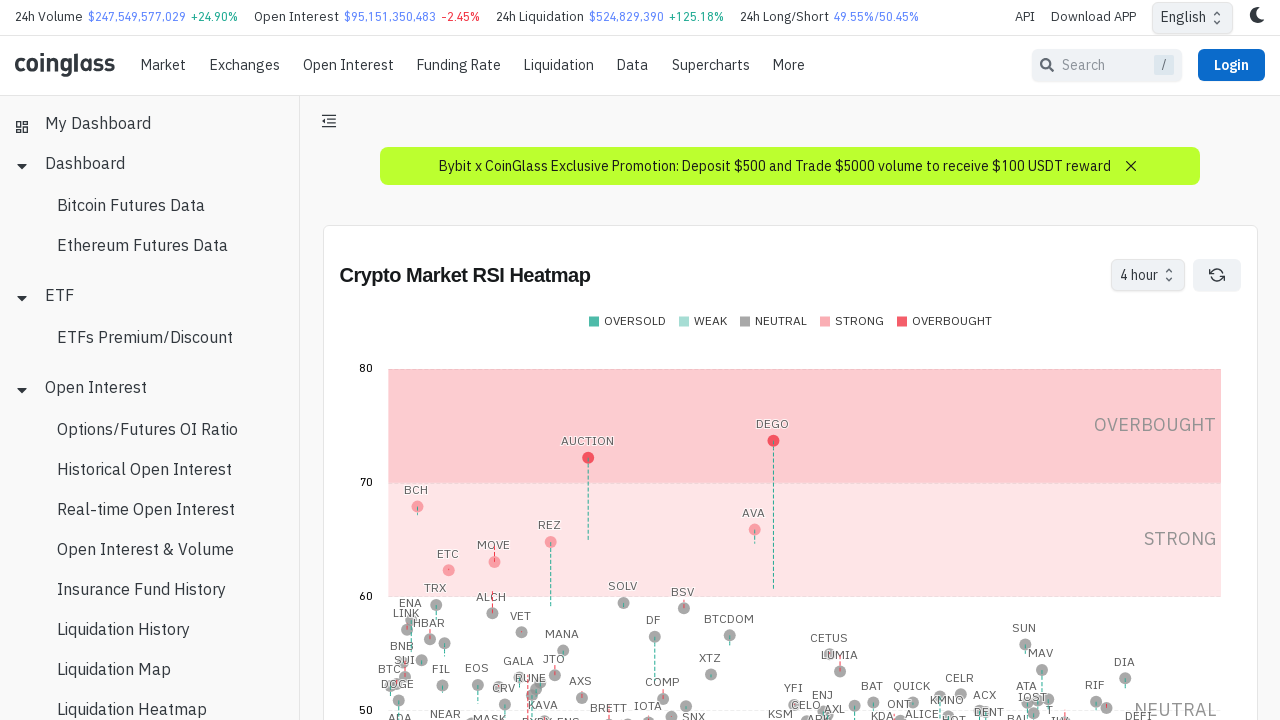 24h Volume $247,549,577,029 +24.90% Open Interest $95,151,350,483 -2.45% 24h Liquidation $524,829,390 +125.18% 24h Long/Short 49.55%/50.45% API Download APP English
coinglass Market Exchanges Open Interest Funding Rate Liquidation Data Supercharts More Search / Login
My Dashboard
Dashboard
Bitcoin Futures Data
Ethereum Futures Data
ETF
ETFs Premium/Discount
Open Interest
Options/Futures OI Ratio
Historical Open Interest
Real-time Open Interest
Open Interest & Volume
Insurance Fund History
Liquidation History
Liquidation Map
Liquidation Heatmap
Bybit x CoinGlass Exclusive Promotion: Deposit $500 and Trade $5000 volume to receive $100 USDT reward
Crypto Market RSI Heatmap 4 hour
OVERSOLD WEAK NEUTRAL STRONG OVERBOUGHT
80
DEGO OVERBOUGHT
AUCTION
70
BCH
AVA
REZ
STRONG
MOVE
ETC
TRX SOLV
BSV
60 ALCH
ENA
LINK
HBAR VET DF BTCDOM
SUN
MANA CETUS
BNB
SUI GALA JTO XTZ LUMIA MAV
BTC FIL EOS DIA
DOGE CRV RUNE AXS COMP YFI BAT QUICK CELR ATA RIF
KAVA BRETT IOTA ENJ KMNO ACX IOST
50 ADA NEAR MASK SNX KSM CELO AXL KDA ONT ALICE DENT NEUTRAL
DEFI